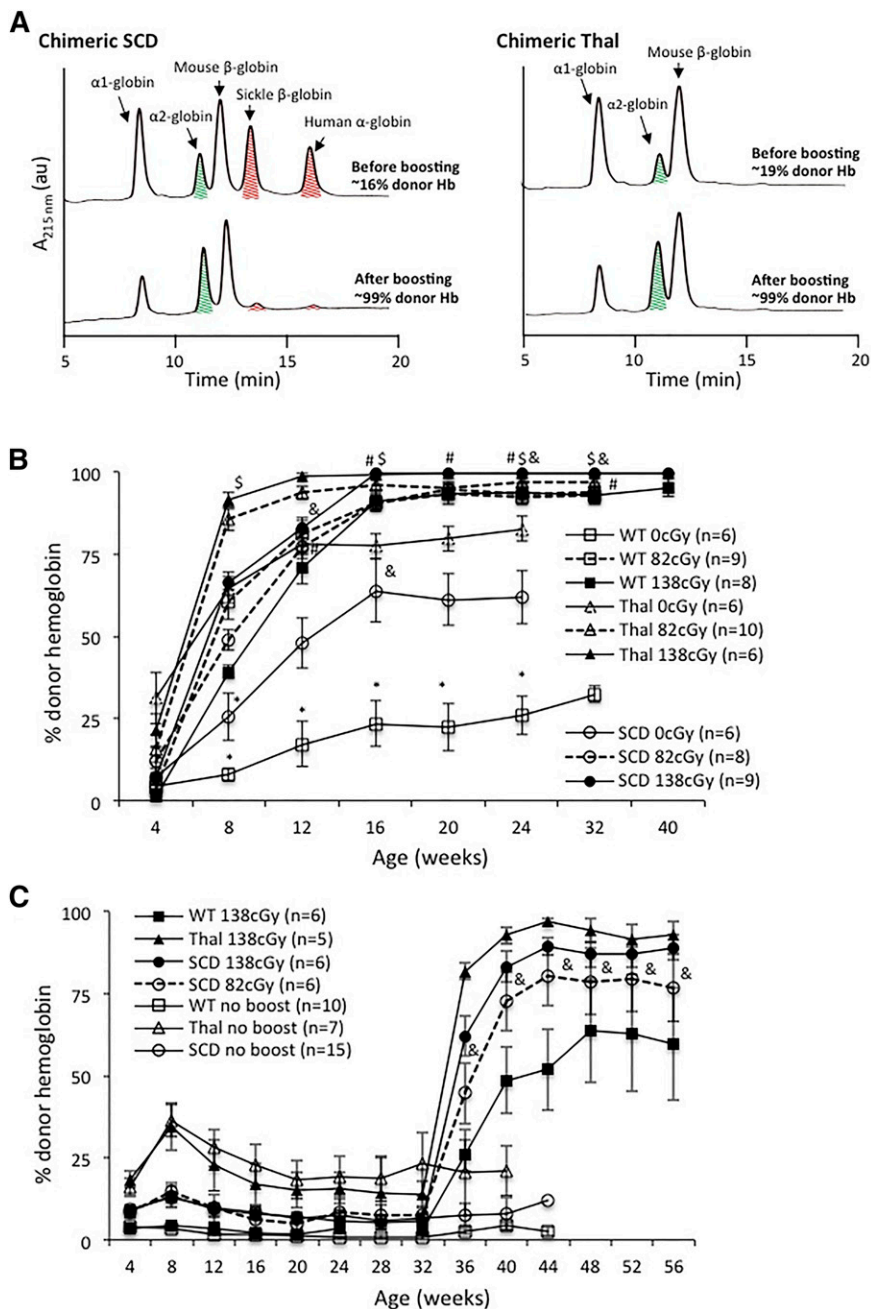 A
Chimeric SCD
Chimeric Thal
Mouse β-globin
Mouse β-globin
α1-globin
α2-globin
Sickle β-globin
Human α-globin
α1-globin
α2-globin
Before boosting
~16% donor Hb
Before boosting
~19% donor Hb
A215 nm (au)
After boosting
~99% donor Hb
After boosting
~99% donor Hb
5 10 15 20
Time (min)
5 10 15 20
Time (min)
B
% donor hemoglobin
100
75
50
25
0
$
&
#
# $
&
#
# $ &
$ &
#
*
*
*
*
*
*
WT 0cGy (n=6)
WT 82cGy (n=9)
WT 138cGy (n=8)
Thal 0cGy (n=6)
Thal 82cGy (n=10)
Thal 138cGy (n=6)
SCD 0cGy (n=6)
SCD 82cGy (n=8)
SCD 138cGy (n=9)
4 8 12 16 20 24 32 40
Age (weeks)
C
% donor hemoglobin
100
75
50
25
0
WT 138cGy (n=6)
Thal 138cGy (n=5)
SCD 138cGy (n=6)
SCD 82cGy (n=6)
WT no boost (n=10)
Thal no boost (n=7)
SCD no boost (n=15)
& & & & & &
4 8 12 16 20 24 28 32 36 40 44 48 52 56
Age (weeks)